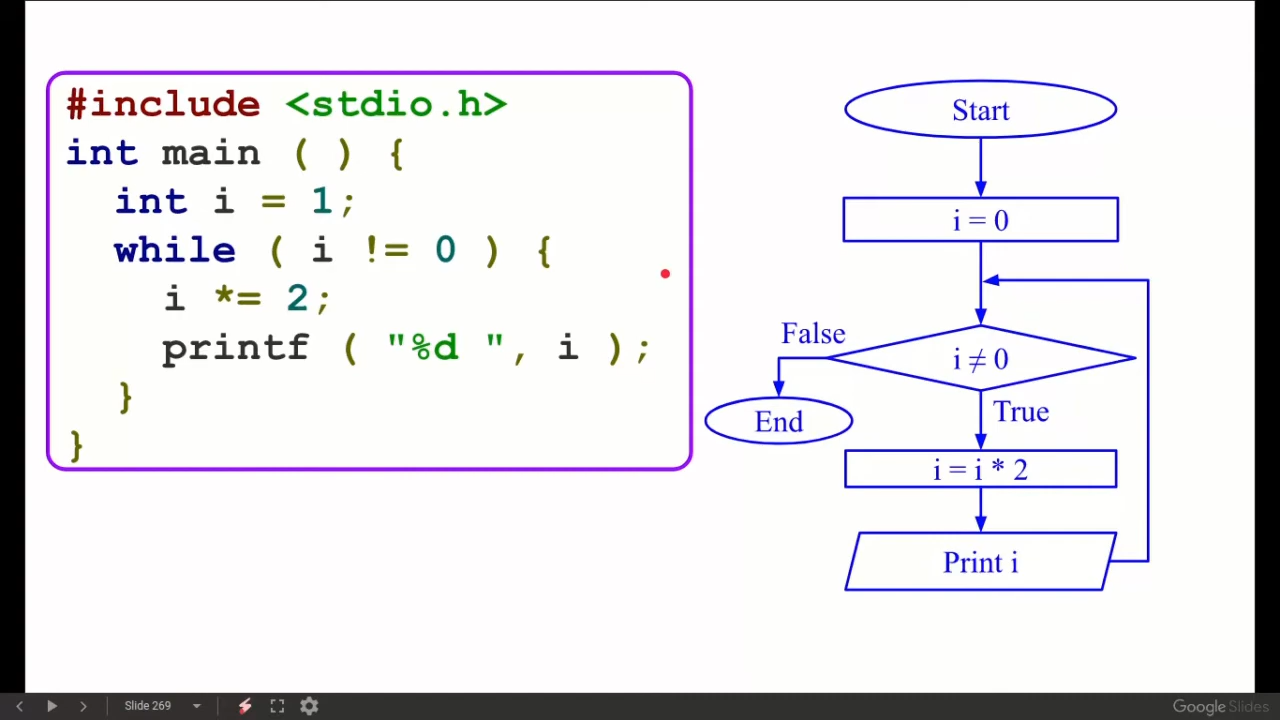 #include <stdio.h>
int main ( ) {
int i = 1;
while ( i != 0 ) {
i *= 2;
printf ( "%d ", i );
}
}
Start
i = 0
False
i ≠ 0
True
End
i = i * 2
Print i
Slide 269
Google Slides